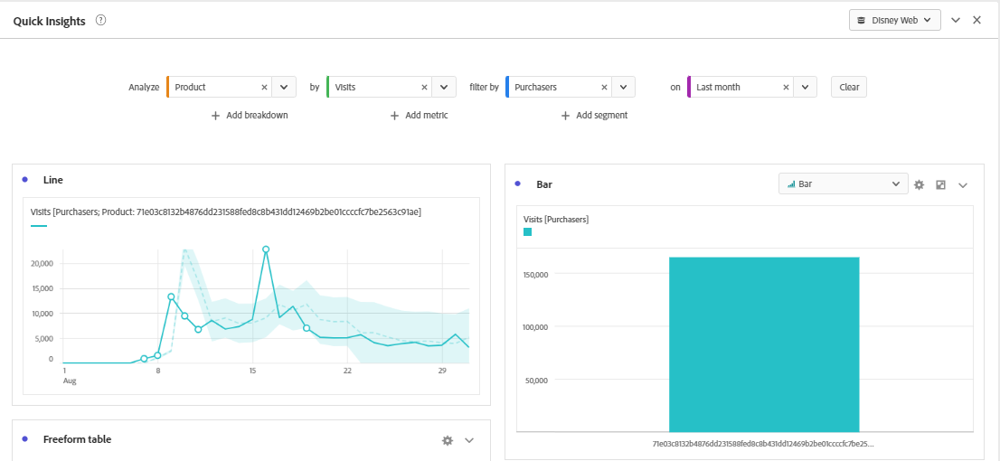 Quick Insights ?
Disney Web
Analyze Product by Visits filter by Purchasers on Last month Clear
Add breakdown Add metric Add segment
Line
Visits [Purchasers; Product: 71e03c8132b4876dd231588fed8c8b431dd12469b2be01ccccfc7be2563c91ae]
20,000
15,000
10,000
5,000
0
1 8 15 22 29
Aug
Freeform table
Bar
Bar
Visits [Purchasers]
150,000
100,000
50,000
71e03c8132b4876dd231588fed8c8b431dd12469b2be01ccccfc7be25...